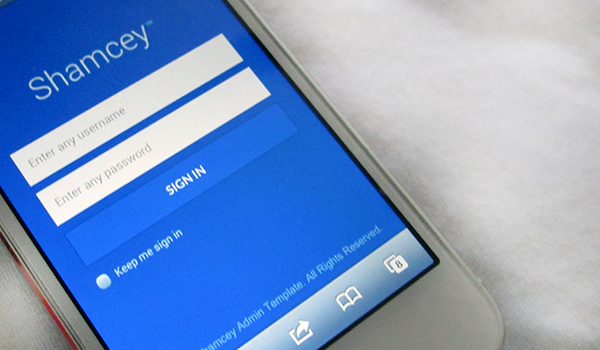 Shamcey
Enter any username
Enter any password
SIGN IN
Keep me sign in
Admin Template. All Rights Reserved.
8